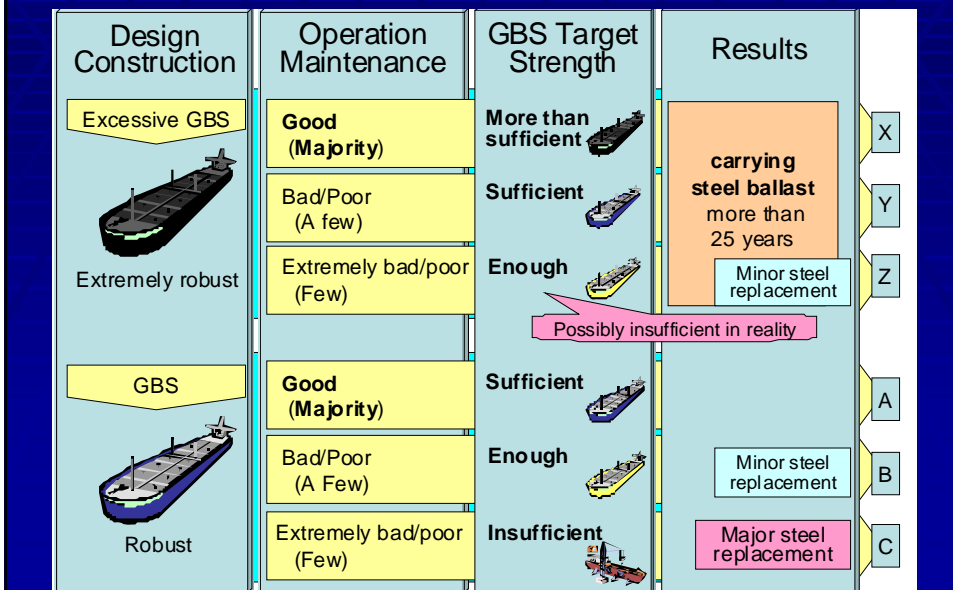 Design
Construction
Operation
Maintenance
GBS Target
Strength
Results
Excessive GBS
Extremely robust
Good
(Majority)
More than
sufficient
Bad/Poor
(A few)
Sufficient
Extremely bad/poor
(Few)
Enough
Possibly insufficient in reality
carrying
steel ballast
more than
25 years
Minor steel
replacement
X
Y
Z
GBS
Robust
Good
(Majority)
Sufficient
A
Bad/Poor
(A Few)
Enough
Minor steel
replacement
B
Extremely bad/poor
(Few)
Insufficient
Major steel
replacement
C